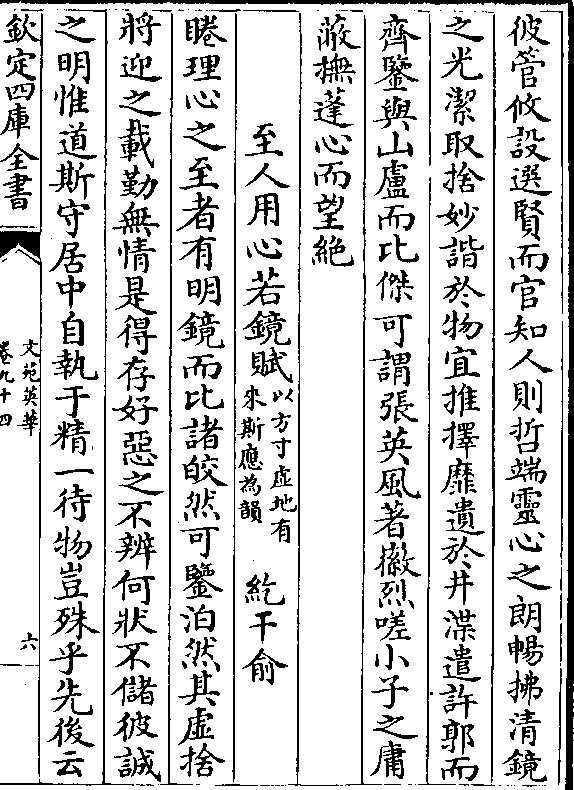 彼管攸設選賢而官知人則哲端靈心之朗暢拂清鏡
之光潔取捨妙諧於物宜推擇靡遺於井渫遣許郭而
齊鑒與山盧而比傑可謂張英風著徽烈嗟小子之庸
蔽撫蓬心而望絶
至人用心若鏡賦以方寸虚地有來斯應為韻 紇干俞
睠理心之至者有明鏡而比諸皎然可鑒泊然其虛捨
將迎之載勤無情是得存好惡之不辨何狀不儲彼誠
之明惟道斯守居中自執于精一待物豈殊乎先後云
欽定四庫全書
文苑英華
卷九十四
六